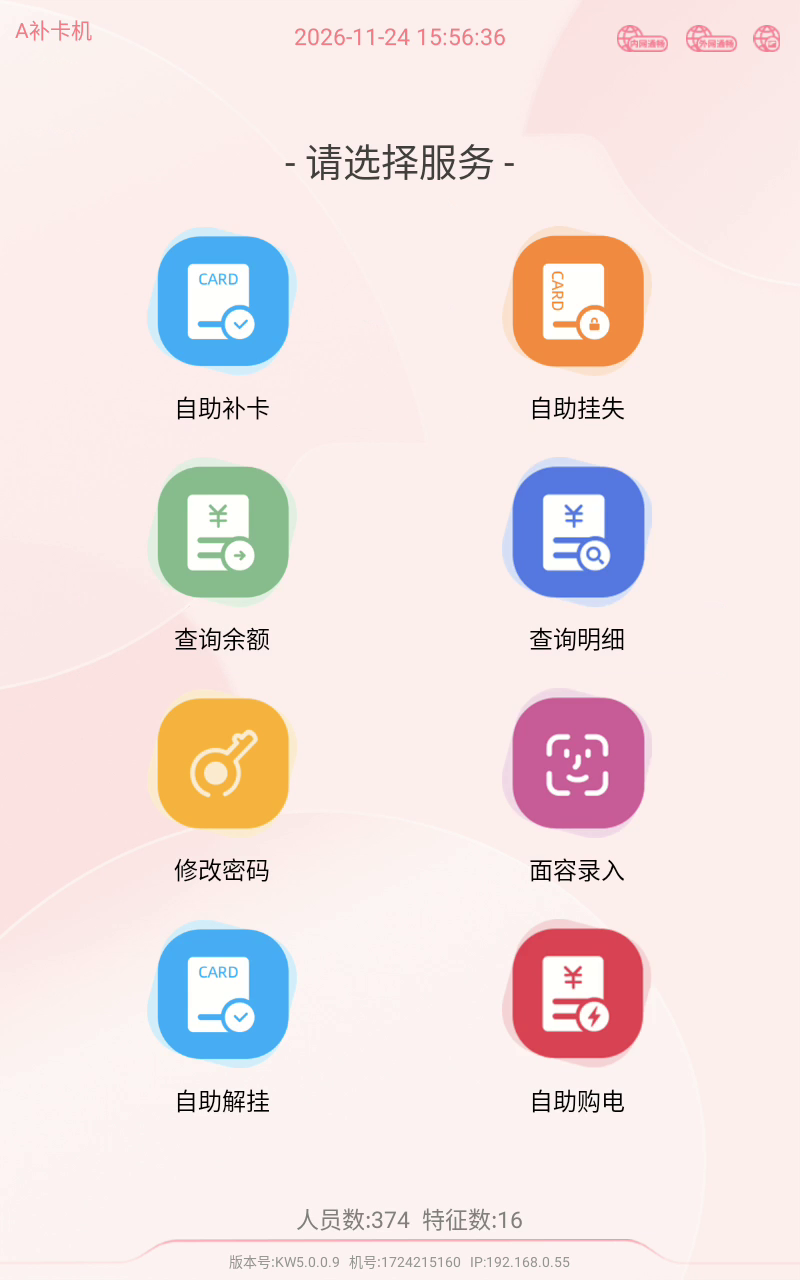 A补卡机
2026-11-24 15:56:36
内网通畅
外网通畅
- 请选择服务 -
CARD
CARD
自助补卡
自助挂失
查询余额
查询明细
修改密码
面容录入
CARD
自助解挂
自助购电
人员数:374 特征数:16
版本号:KW5.0.0.9 机号:1724215160 IP:192.168.0.55